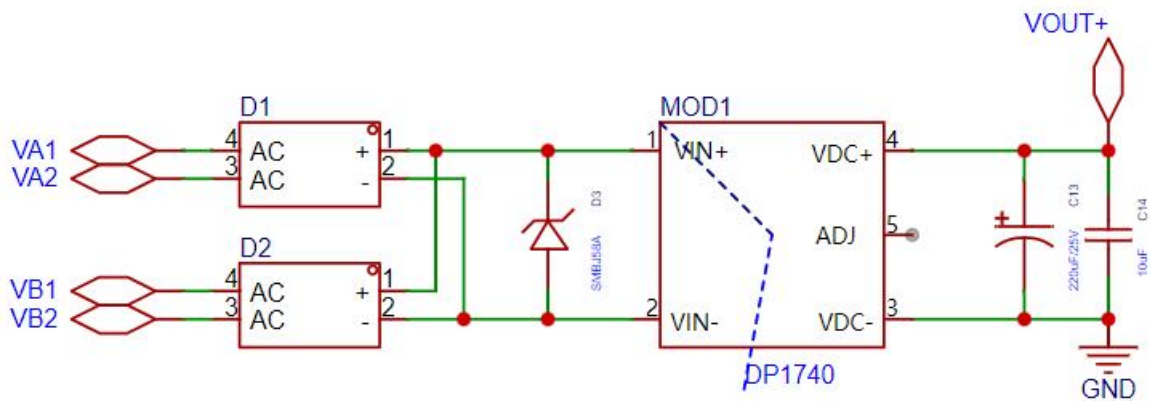 VOUT+
D1
MOD1
VA1
4
AC
+
1
1
VIN+
VDC+
4
VA2
3
AC
-
2
D3
SMBJ58A
ADJ
5
+
C13
220uF/25V
C14
10uF
D2
VB1
4
AC
+
1
VB2
3
AC
-
2
2
VIN-
VDC-
3
DP1740
GND